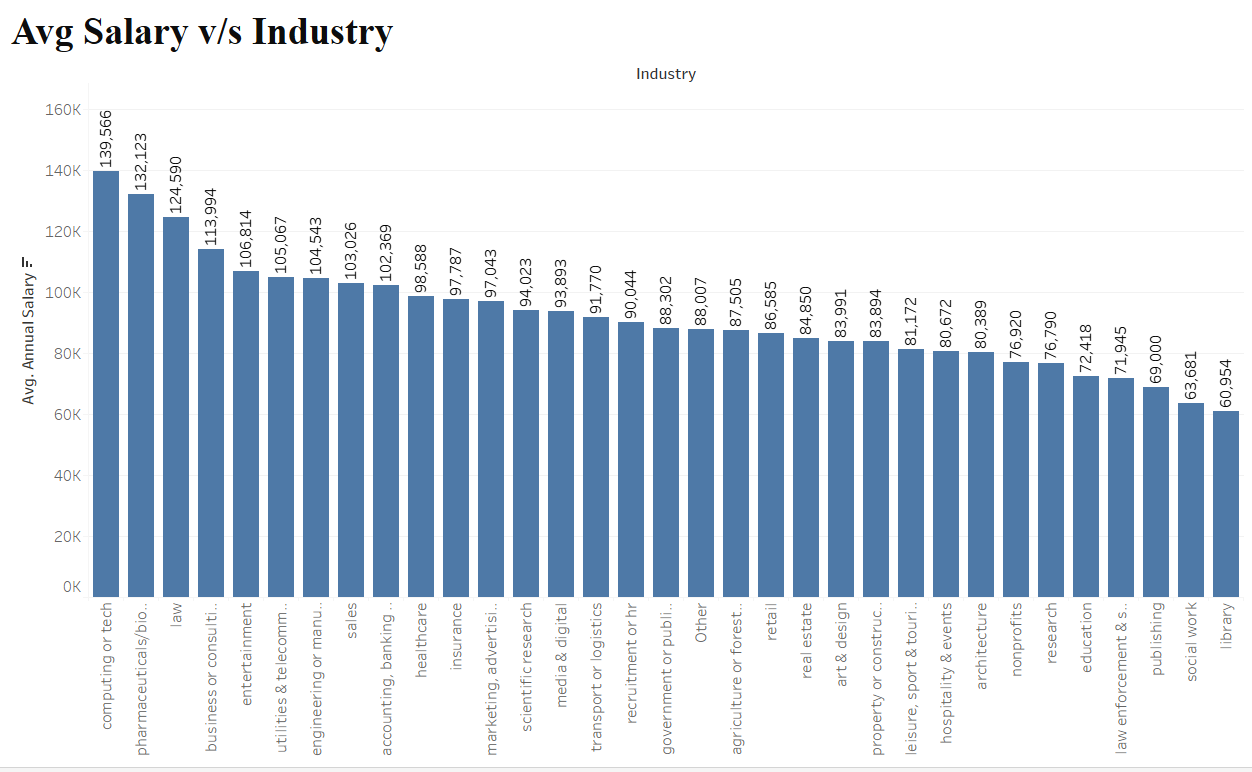 Avg Salary v/s Industry
Industry
Avg. Annual Salary
160K
140K
120K
100K
80K
60K
40K
20K
0K
139,566
132,123
124,590
113,994
106,814
105,067
104,543
103,026
102,369
98,588
97,787
97,043
94,023
93,893
91,770
90,044
88,302
88,007
87,505
86,585
84,850
83,991
83,894
81,172
80,672
80,389
76,920
76,790
72,418
71,945
69,000
63,681
60,954
computing or tech
pharmaceuticals/bio..
law
business or consulti..
entertainment
utilities & telecomm..
engineering or manu..
sales
accounting, banking ..
healthcare
insurance
marketing, advertisi..
scientific research
media & digital
transport or logistics
recruitment or hr
government or publi..
Other
agriculture or forest..
retail
real estate
art & design
property or construc..
leisure, sport & touri..
hospitality & events
architecture
nonprofits
research
education
law enforcement & s..
publishing
social work
library